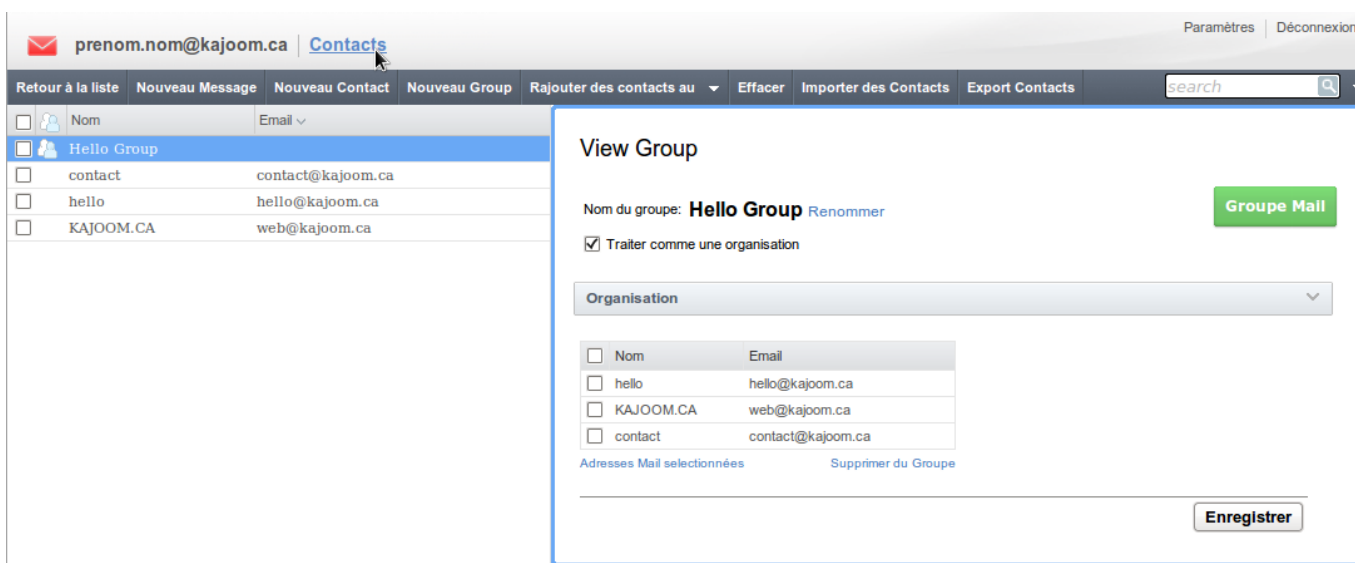 Paramètres Déconnexion
prenom.nom@kajoom.ca Contacts
Retour à la liste Nouveau Message Nouveau Contact Nouveau Group Rajouter des contacts au Effacer Importer des Contacts Export Contacts search
Nom Email
Hello Group
contact contact@kajoom.ca
hello hello@kajoom.ca
KAJOOM.CA web@kajoom.ca
View Group
Nom du groupe: Hello Group Renommer Groupe Mail
Traiter comme une organisation
Organisation
Nom Email
hello hello@kajoom.ca
KAJOOM.CA web@kajoom.ca
contact contact@kajoom.ca
Adresses Mail selectionnées Supprimer du Groupe
Enregistrer